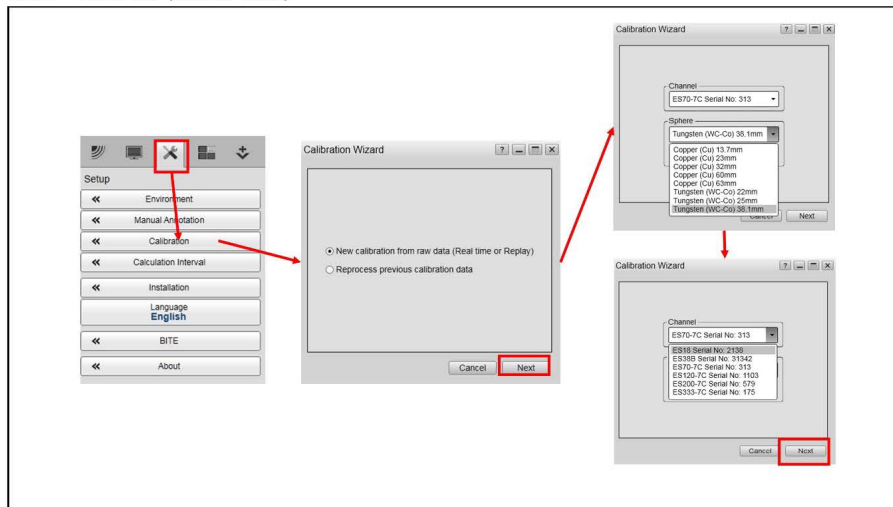 Setup
Environment
Manual Annotation
Calibration
Calculation Interval
Installation
Language
English
BITE
About
Calibration Wizard
New calibration from raw data (Real time or Replay)
Reprocess previous calibration data
Cancel Next
Calibration Wizard
Channel
ES70-7C Serial No: 313
Sphere
Tungsten (WC-Co) 38.1mm
Copper (Cu) 13.7mm
Copper (Cu) 23mm
Copper (Cu) 32mm
Copper (Cu) 60mm
Copper (Cu) 63mm
Tungsten (WC-Co) 22mm
Tungsten (WC-Co) 25mm
Tungsten (WC-Co) 38.1mm
Cancel Next
Calibration Wizard
Channel
ES70-7C Serial No: 313
ES18 Serial No: 2138
ES38B Serial No: 31342
ES70-7C Serial No: 313
ES120-7C Serial No: 1103
ES200-7C Serial No: 579
ES333-7C Serial No: 175
Cancel Next